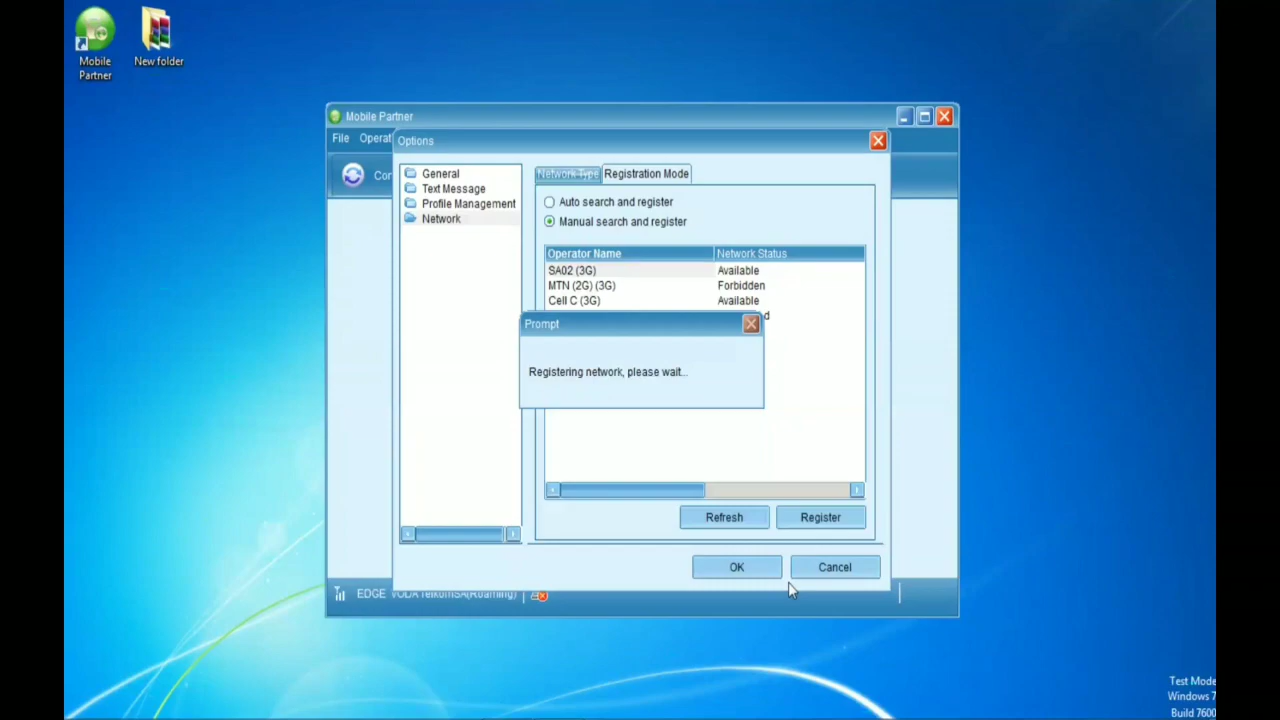 Mobile
Partner
New folder
Mobile Partner
File Operat
Options
Con
General
Text Message
Profile Management
Network
Network Type Registration Mode
Auto search and register
Manual search and register
Operator Name Network Status
SA02 (3G) Available
MTN (2G) (3G) Forbidden
Cell C (3G) Available
d
Prompt
Registering network, please wait...
Refresh Register
OK Cancel
EDGE VODA TelkomSA(Roaming)
Test Mode
Windows 7
Build 7600